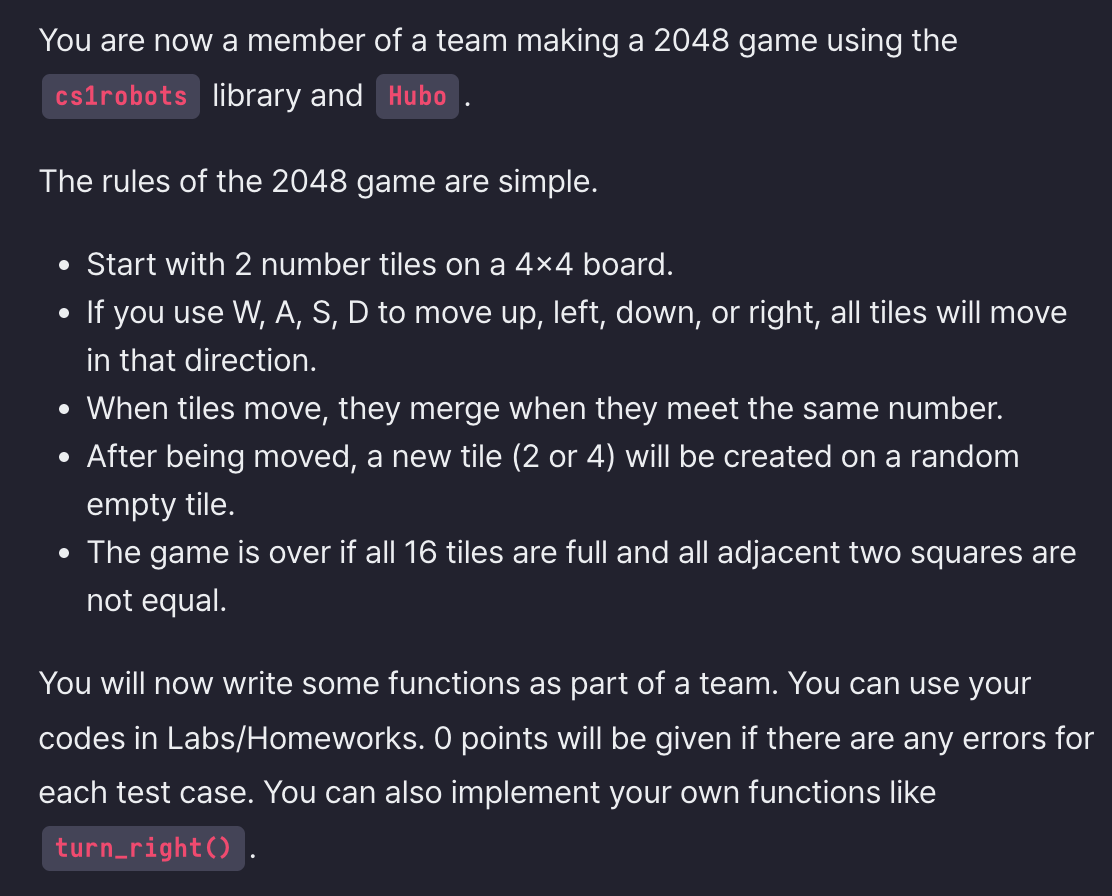 You are now a member of a team making a 2048 game using the
cs1robots library and Hubo.
The rules of the 2048 game are simple.
• Start with 2 number tiles on a 4×4 board.
• If you use W, A, S, D to move up, left, down, or right, all tiles will move
in that direction.
• When tiles move, they merge when they meet the same number.
• After being moved, a new tile (2 or 4) will be created on a random
empty tile.
• The game is over if all 16 tiles are full and all adjacent two squares are
not equal.
You will now write some functions as part of a team. You can use your
codes in Labs/Homeworks. 0 points will be given if there are any errors for
each test case. You can also implement your own functions like
turn_right().